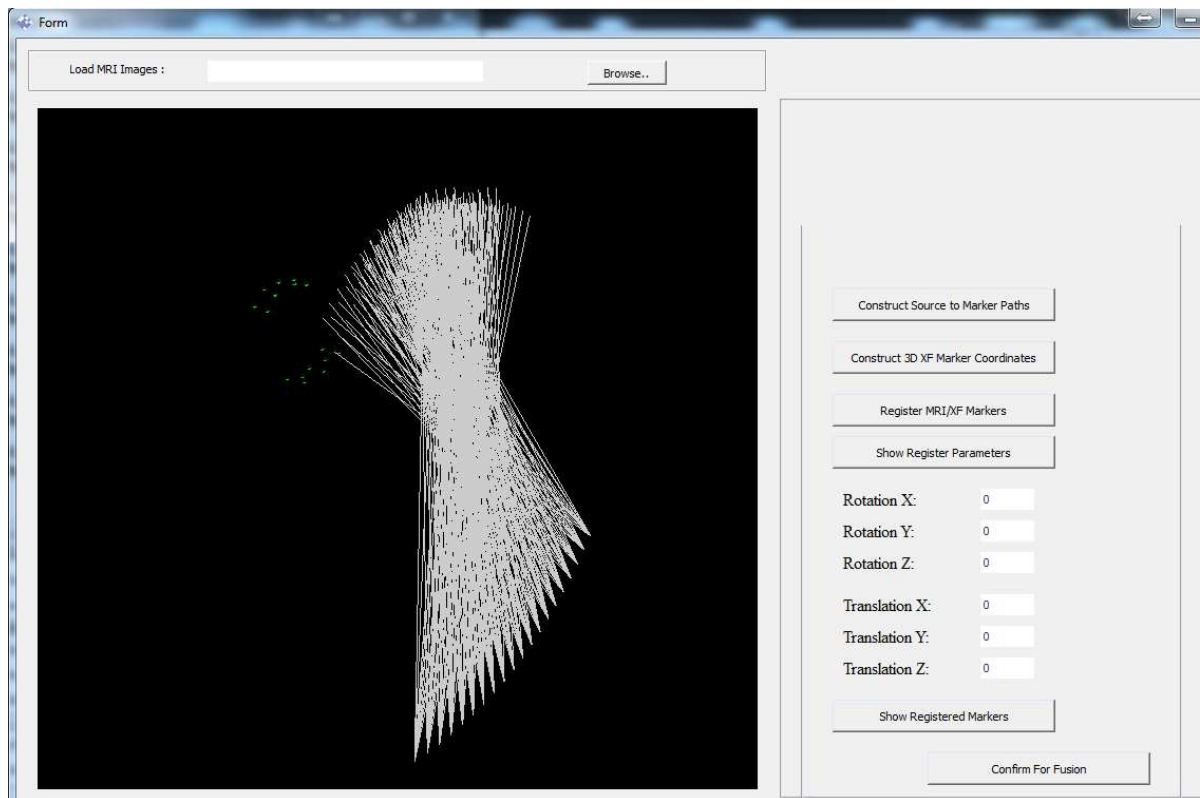 Form
Load MRI Images :
Browse..
Construct Source to Marker Paths
Construct 3D XF Marker Coordinates
Register MRI/XF Markers
Show Register Parameters
Rotation X: 0
Rotation Y: 0
Rotation Z: 0
Translation X: 0
Translation Y: 0
Translation Z: 0
Show Registered Markers
Confirm For Fusion